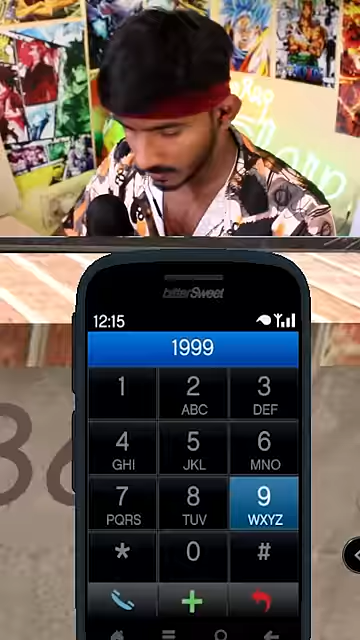 bitterSweet
12:15
1999
1
2
ABC
3
DEF
4
GHI
5
JKL
6
MNO
7
PQRS
8
TUV
9
WXYZ
*
0
#